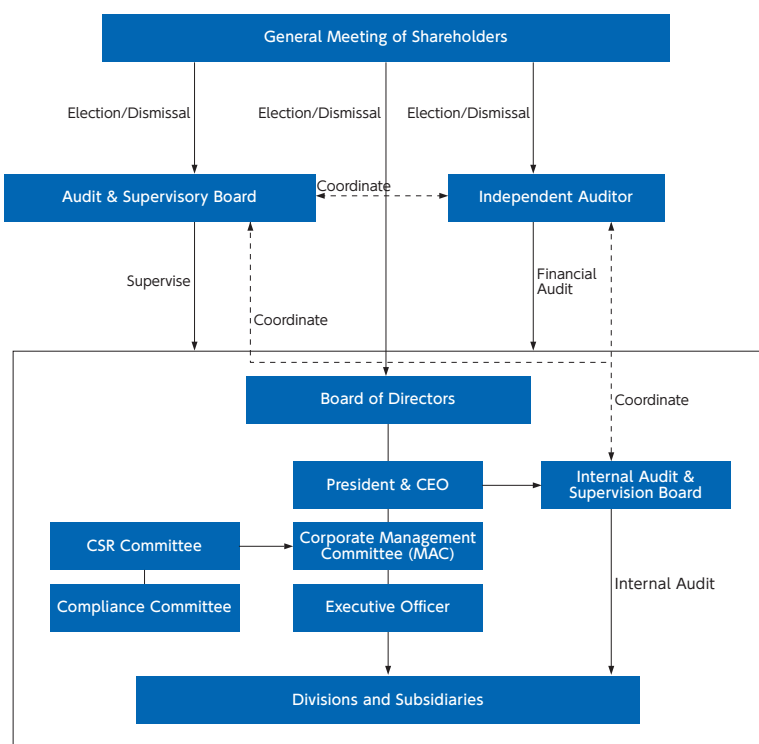 General Meeting of Shareholders
Election/Dismissal
Election/Dismissal
Election/Dismissal
Audit & Supervisory Board
Coordinate
Independent Auditor
Supervise
Financial
Audit
Coordinate
Board of Directors
Coordinate
President & CEO
Internal Audit &
Supervision Board
CSR Committee
Corporate Management
Committee (MAC)
Compliance Committee
Executive Officer
Internal Audit
Divisions and Subsidiaries